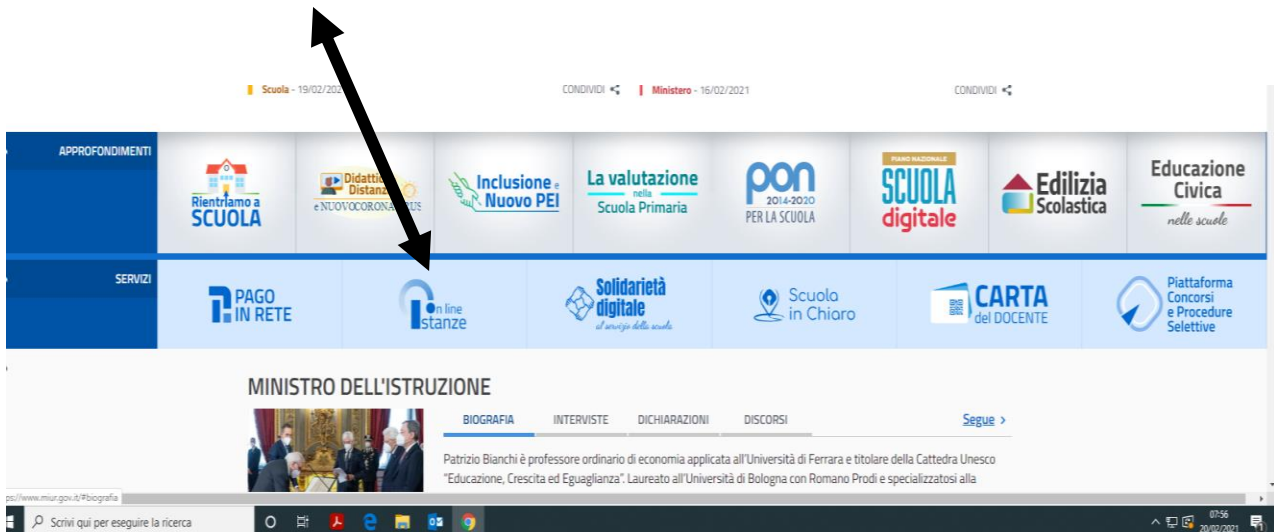 Scuola - 19/02/202
CONDIVIDI
Ministero - 16/02/2021
CONDIVIDI
APPROFONDIMENTI
Rientriamo a
SCUOLA
Didattic
Distanz
e NUOVOCORONA RUS
Inclusione e
Nuovo PEI
La valutazione
nella
Scuola Primaria
pon
2014-2020
PER LA SCUOLA
PIANO NAZIONALE
SCUOLA
digitale
Edilizia
Scolastica
Educazione
Civica
nelle scuole
SERVIZI
PAGO
IN RETE
On line
Istanze
Solidarietà
digitale
al servizio della scuola
Scuola
in Chiaro
CARTA
del DOCENTE
Piattaforma
Concorsi
e Procedure
Selettive
MINISTRO DELL'ISTRUZIONE
BIOGRAFIA INTERVISTE DICHIARAZIONI DISCORSI Segue >
Patrizio Bianchi è professore ordinario di economia applicata all'Università di Ferrara e titolare della Cattedra Unesco
"Educazione, Crescita ed Eguaglianza". Laureato all'Università di Bologna con Romano Prodi e specializzatosi alla
ps://www.miur.gov.it/#biografia
Scrivi qui per eseguire la ricerca
07:56
20/02/2021